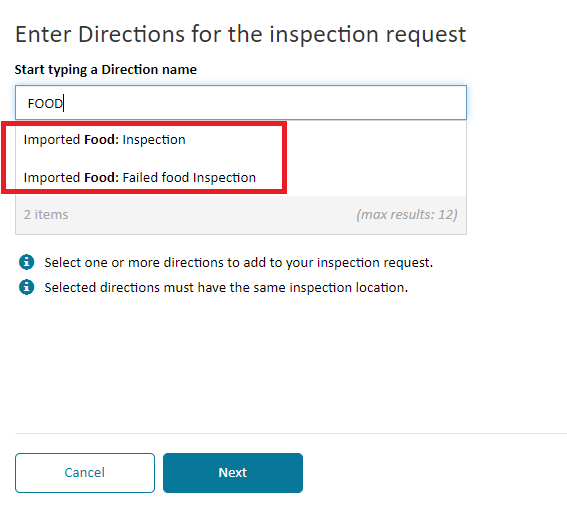 Enter Directions for the inspection request
Start typing a Direction name
FOOD
Imported Food: Inspection
Imported Food: Failed food Inspection
2 items (max results: 12)
Select one or more directions to add to your inspection request.
Selected directions must have the same inspection location.
Cancel Next